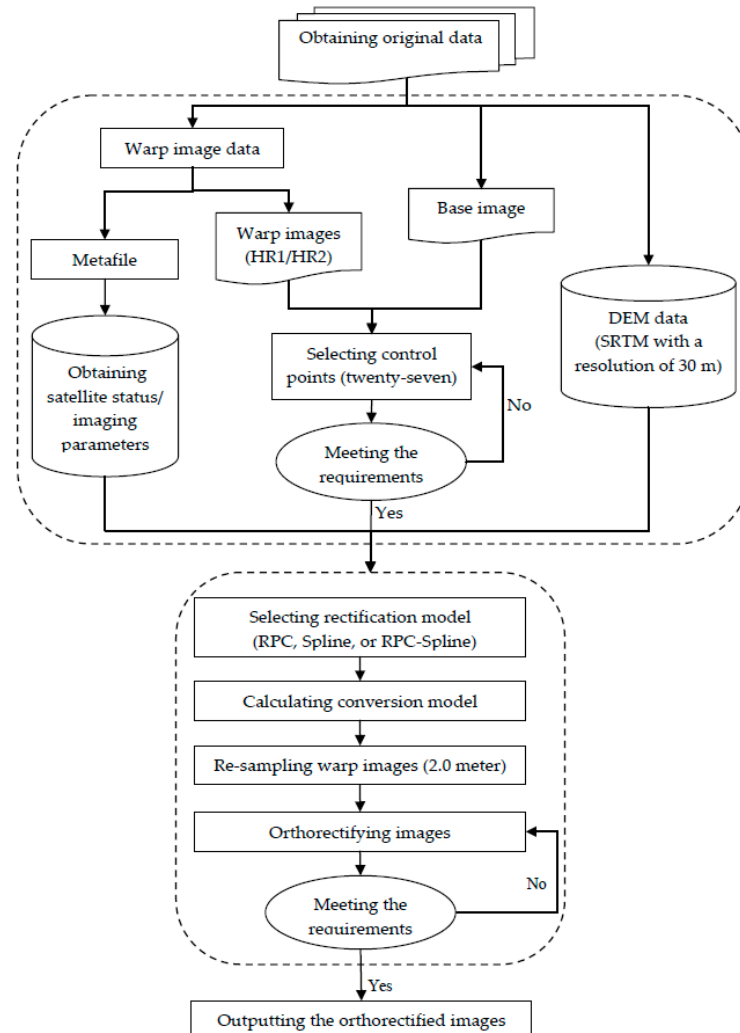 Obtaining original data
Warp image data
Base image
Warp images
(HR1/HR2)
Metafile
DEM data
(SRTM with a
resolution of 30 m)
Selecting control
points (twenty-seven)
Obtaining
satellite status/
imaging
parameters
No
Meeting the
requirements
Yes
Selecting rectification model
(RPC, Spline, or RPC-Spline)
Calculating conversion model
Re-sampling warp images (2.0 meter)
Orthorectifying images
No
Meeting the
requirements
Yes
Outputting the orthorectified images